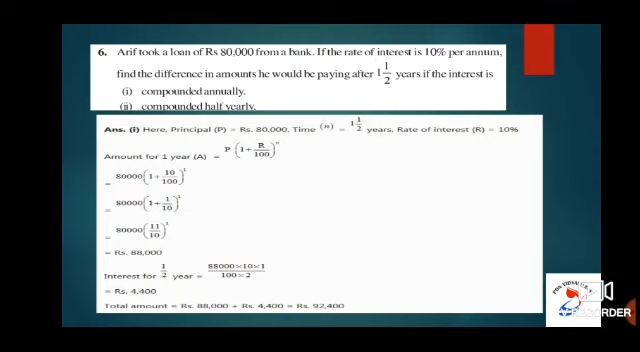 6. Arif took a loan of Rs 80,000 from a bank. If the rate of interest is 10% per annum,
find the difference in amounts he would be paying after 1 1/2 years if the interest is
(i) compounded annually.
(ii) compounded half yearly.
Ans. (i) Here, Principal (P) = Rs. 80,000, Time (n) = 1 1/2 years, Rate of interest (R) = 10%
Amount for 1 year (A) = P(1+R/100)^n
= 80000(1+10/100)^1
= 80000(1+1/10)^1
= 80000(11/10)^1
= Rs. 88,000
Interest for 1/2 year = 88000×10×1/100×2
= Rs. 4,400
Total amount = Rs. 88,000 + Rs. 4,400 = Rs. 92,400